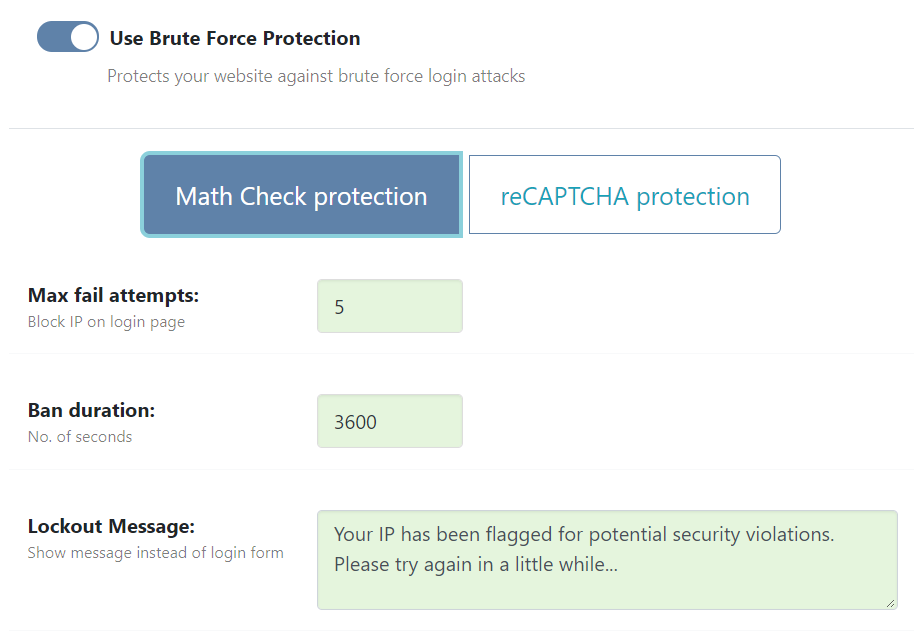 Use Brute Force Protection
Protects your website against brute force login attacks
Math Check protection
reCAPTCHA protection
Max fail attempts:
Block IP on login page
5
Ban duration:
No. of seconds
3600
Lockout Message:
Show message instead of login form
Your IP has been flagged for potential security violations.
Please try again in a little while...